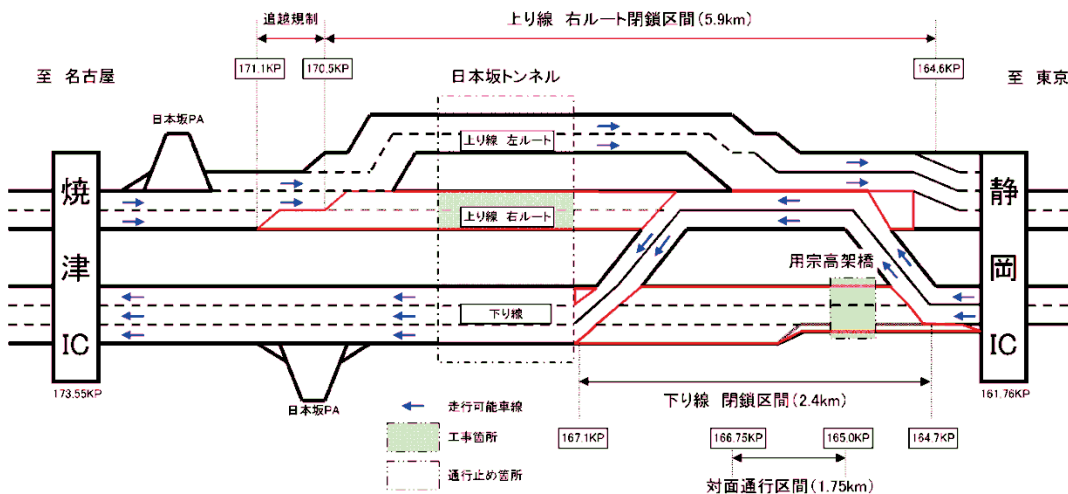 追越規制
上り線 右ルート閉鎖区間(5.9km)
171.1KP
170.5KP
164.6KP
至 名古屋
日本坂トンネル
至 東京
日本坂PA
上り線 左ルート
焼津IC
上り線 右ルート
静岡IC
用宗高架橋
下り線
173.55KP
日本坂PA
161.76KP
走行可能車線
工事箇所
通行止め箇所
下り線 閉鎖区間(2.4km)
167.1KP
166.75KP
165.0KP
164.7KP
対面通行区間(1.75km)